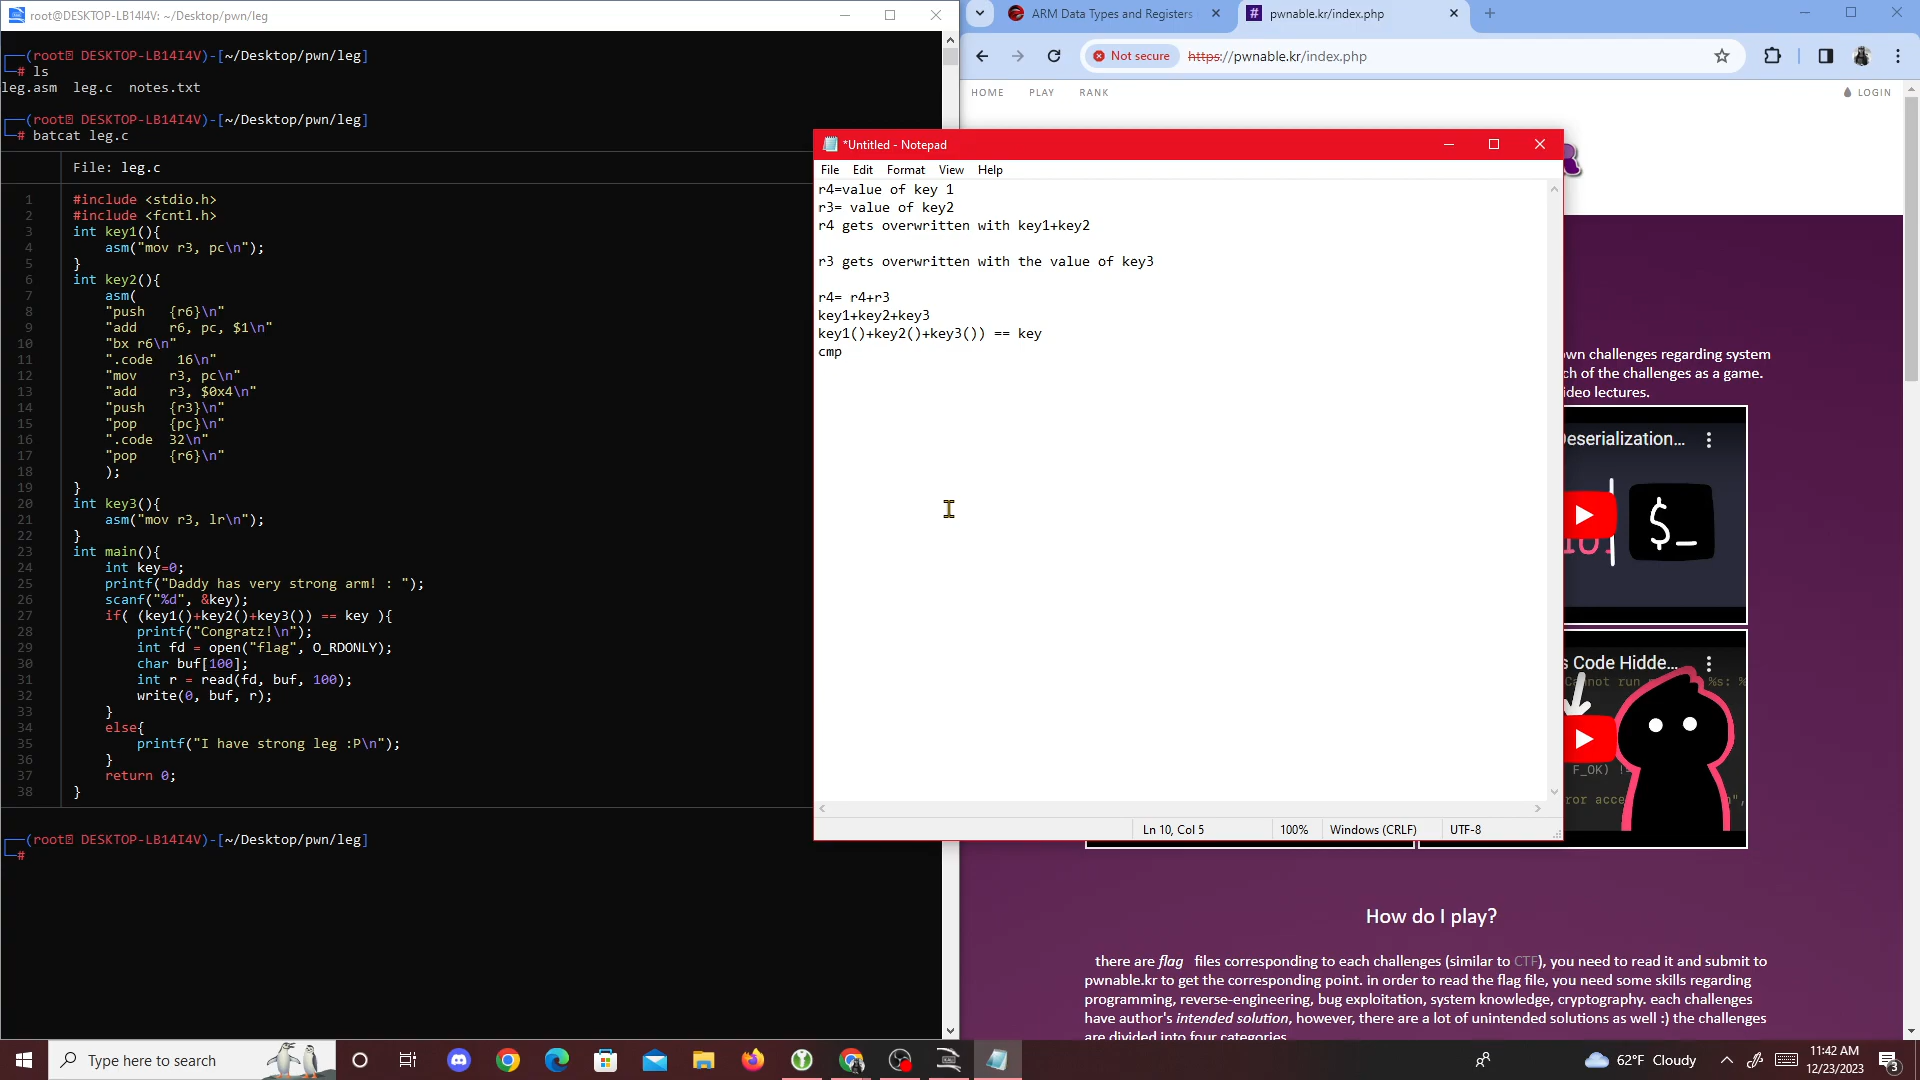 root@DESKTOP-LB14I4V: ~/Desktop/pwn/leg
(root DESKTOP-LB14I4V)-[~/Desktop/pwn/leg]
# ls
leg.asm  leg.c  notes.txt
(root DESKTOP-LB14I4V)-[~/Desktop/pwn/leg]
# batcat leg.c
File: leg.c
1 #include <stdio.h>
2 #include <fcntl.h>
3 int key1(){
4     asm("mov r3, pc\n");
5 }
6 int key2(){
7     asm(
8     "push   {r6}\n"
9     "add    r6, pc, $1\n"
10     "bx r6\n"
11     ".code   16\n"
12     "mov    r3, pc\n"
13     "add    r3, $0x4\n"
14     "push   {r3}\n"
15     "pop    {pc}\n"
16     ".code  32\n"
17     "pop    {r6}\n"
18     );
19 }
20 int key3(){
21     asm("mov r3, lr\n");
22 }
23 int main(){
24     int key=0;
25     printf("Daddy has very strong arm! : ");
26     scanf("%d", &key);
27     if( (key1()+key2()+key3()) == key ){
28         printf("Congratz!\n");
29         int fd = open("flag", O_RDONLY);
30         char buf[100];
31         int r = read(fd, buf, 100);
32         write(0, buf, r);
33     }
34     else{
35         printf("I have strong leg :P\n");
36     }
37     return 0;
38 }
(root DESKTOP-LB14I4V)-[~/Desktop/pwn/leg]
#
ARM Data Types and Registers
pwnable.kr/index.php
Not secure
https://pwnable.kr/index.php
HOME PLAY RANK
LOGIN
*Untitled - Notepad
File Edit Format View Help
r4=value of key 1
r3= value of key2
r4 gets overwritten with key1+key2
r3 gets overwritten with the value of key3
r4= r4+r3
key1+key2+key3
key1()+key2()+key3()) == key
cmp
Ln 10, Col 5
100%
Windows (CRLF)
UTF-8
wn challenges regarding system
ch of the challenges as a game.
ideo lectures.
eserialization...
$_
s Code Hidde...
%s: %
F_OK) !
ror acce
How do I play?
there are flag files corresponding to each challenges (similar to CTF), you need to read it and submit to
pwnable.kr to get the corresponding point. in order to read the flag file, you need some skills regarding
programming, reverse-engineering, bug exploitation, system knowledge, cryptography. each challenges
have author's intended solution, however, there are a lot of unintended solutions as well :) the challenges
are divided into four categories.
Type here to search
62°F Cloudy
11:42 AM
12/23/2023
3